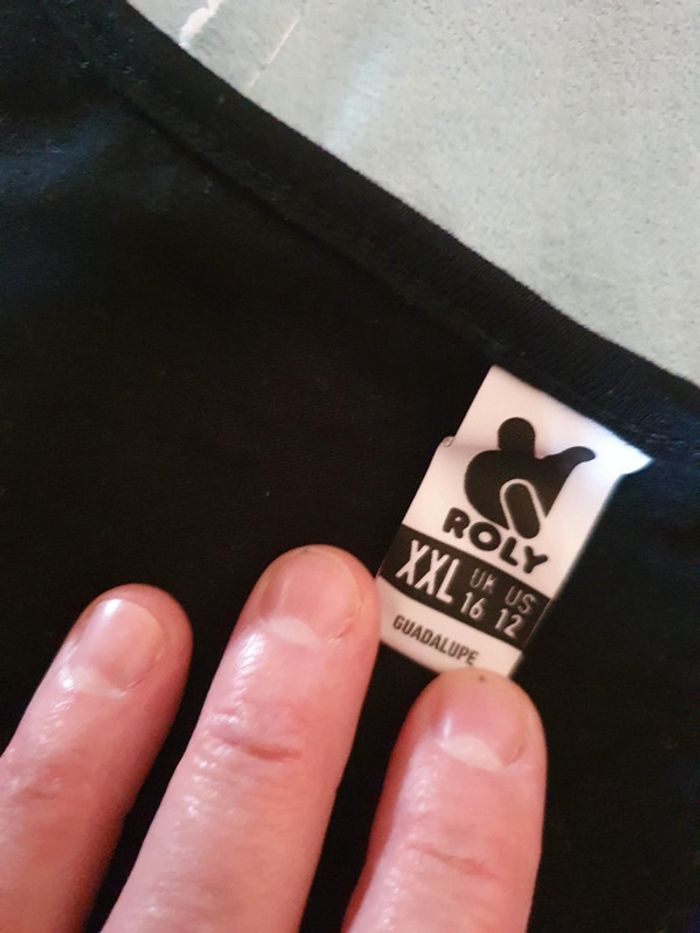 ROLY
XXL UK US
16 12
GUADALUPE